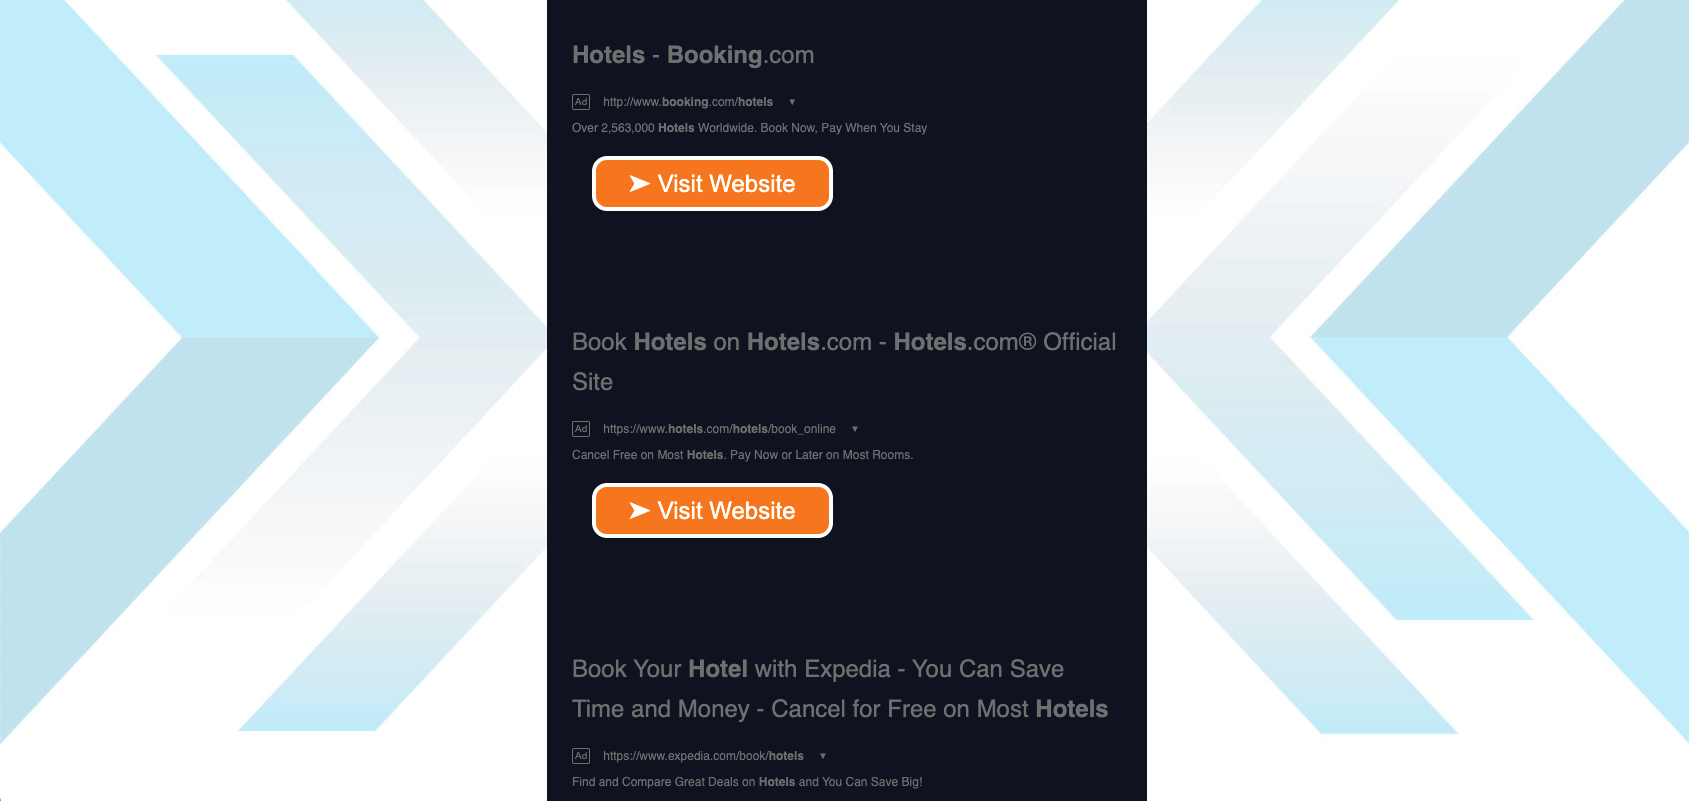 Hotels - Booking.com
Ad http://www.booking.com/hotels ▼
Over 2,563,000 Hotels Worldwide. Book Now, Pay When You Stay
➤ Visit Website
Book Hotels on Hotels.com - Hotels.com® Official
Site
Ad https://www.hotels.com/hotels/book_online ▼
Cancel Free on Most Hotels. Pay Now or Later on Most Rooms.
➤ Visit Website
Book Your Hotel with Expedia - You Can Save
Time and Money - Cancel for Free on Most Hotels
Ad https://www.expedia.com/book/hotels ▼
Find and Compare Great Deals on Hotels and You Can Save Big!